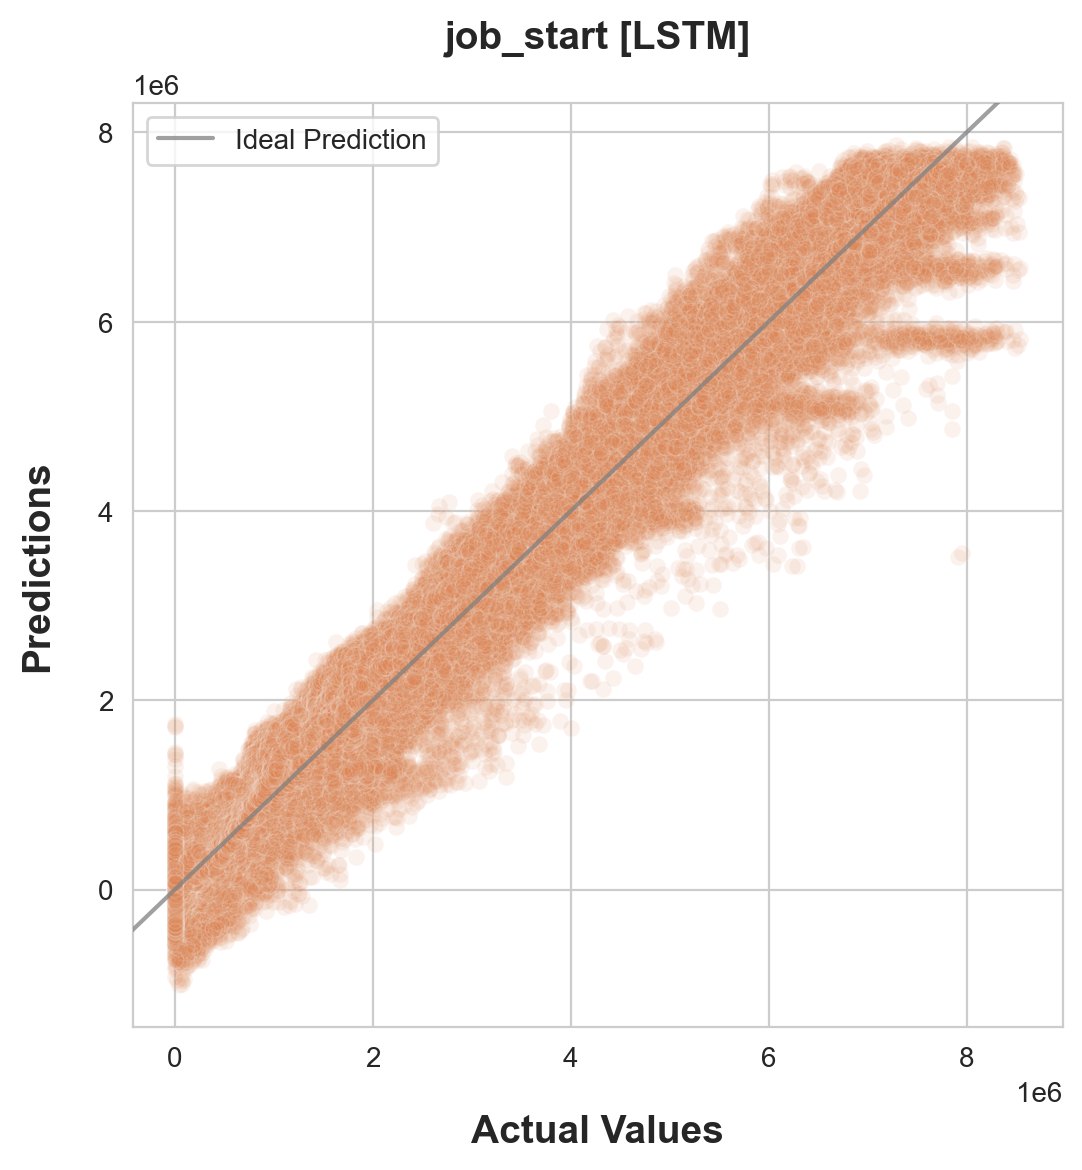 job_start [LSTM]
1e6
Ideal Prediction
8
6
4
2
0
Predictions
0 2 4 6 8
1e6
Actual Values